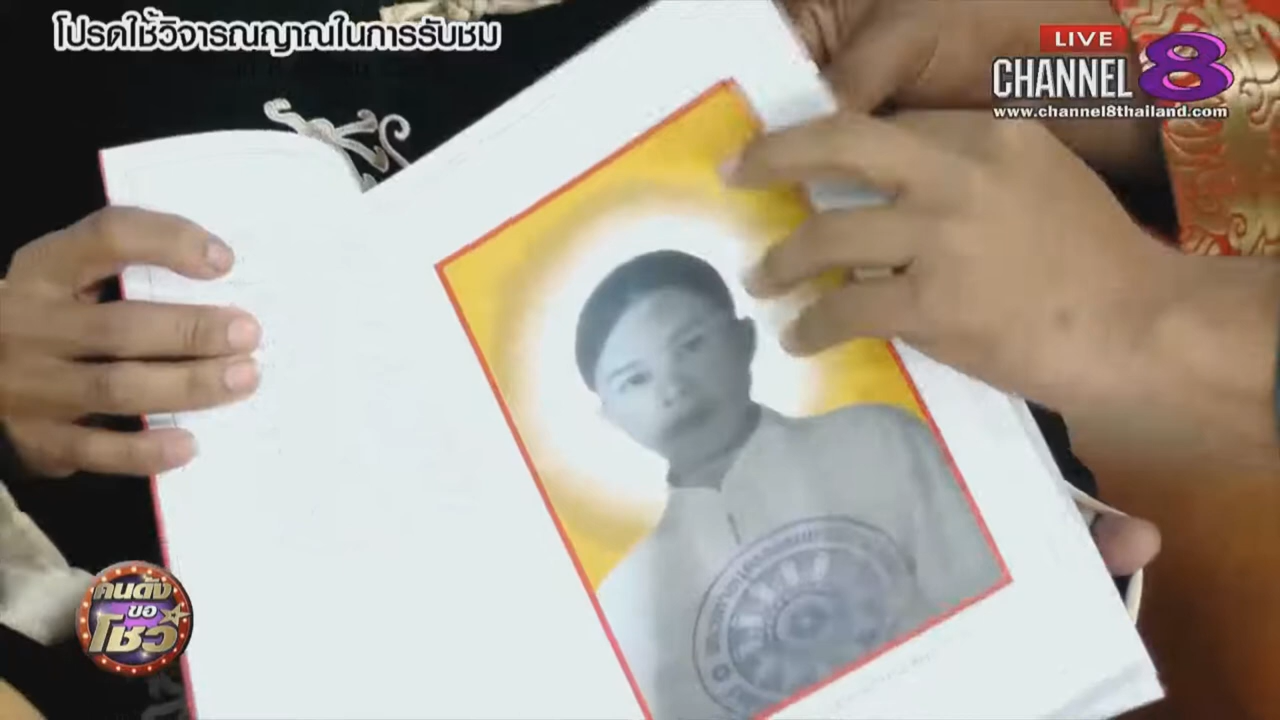 โปรดใช้วิจารณญาณในการรับชม
LIVE
CHANNEL 8
www.channel8thailand.com
คนดัง
ขอ
โชว์